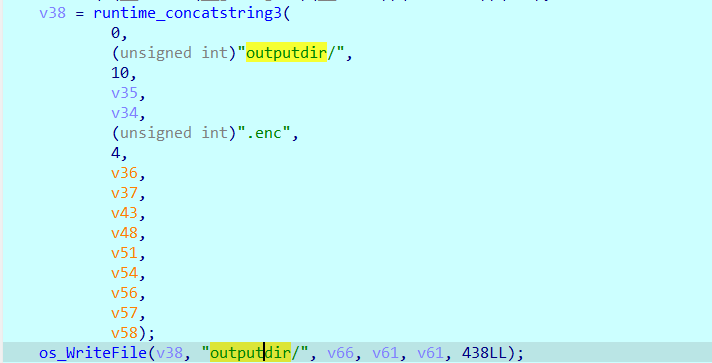 v38 = runtime_concatstring3(
0,
(unsigned int)"outputdir/",
10,
v35,
v34,
(unsigned int)".enc",
4,
v36,
v37,
v43,
v48,
v51,
v54,
v56,
v57,
v58);
os_WriteFile(v38, "outputdir/", v66, v61, v61, 438LL);